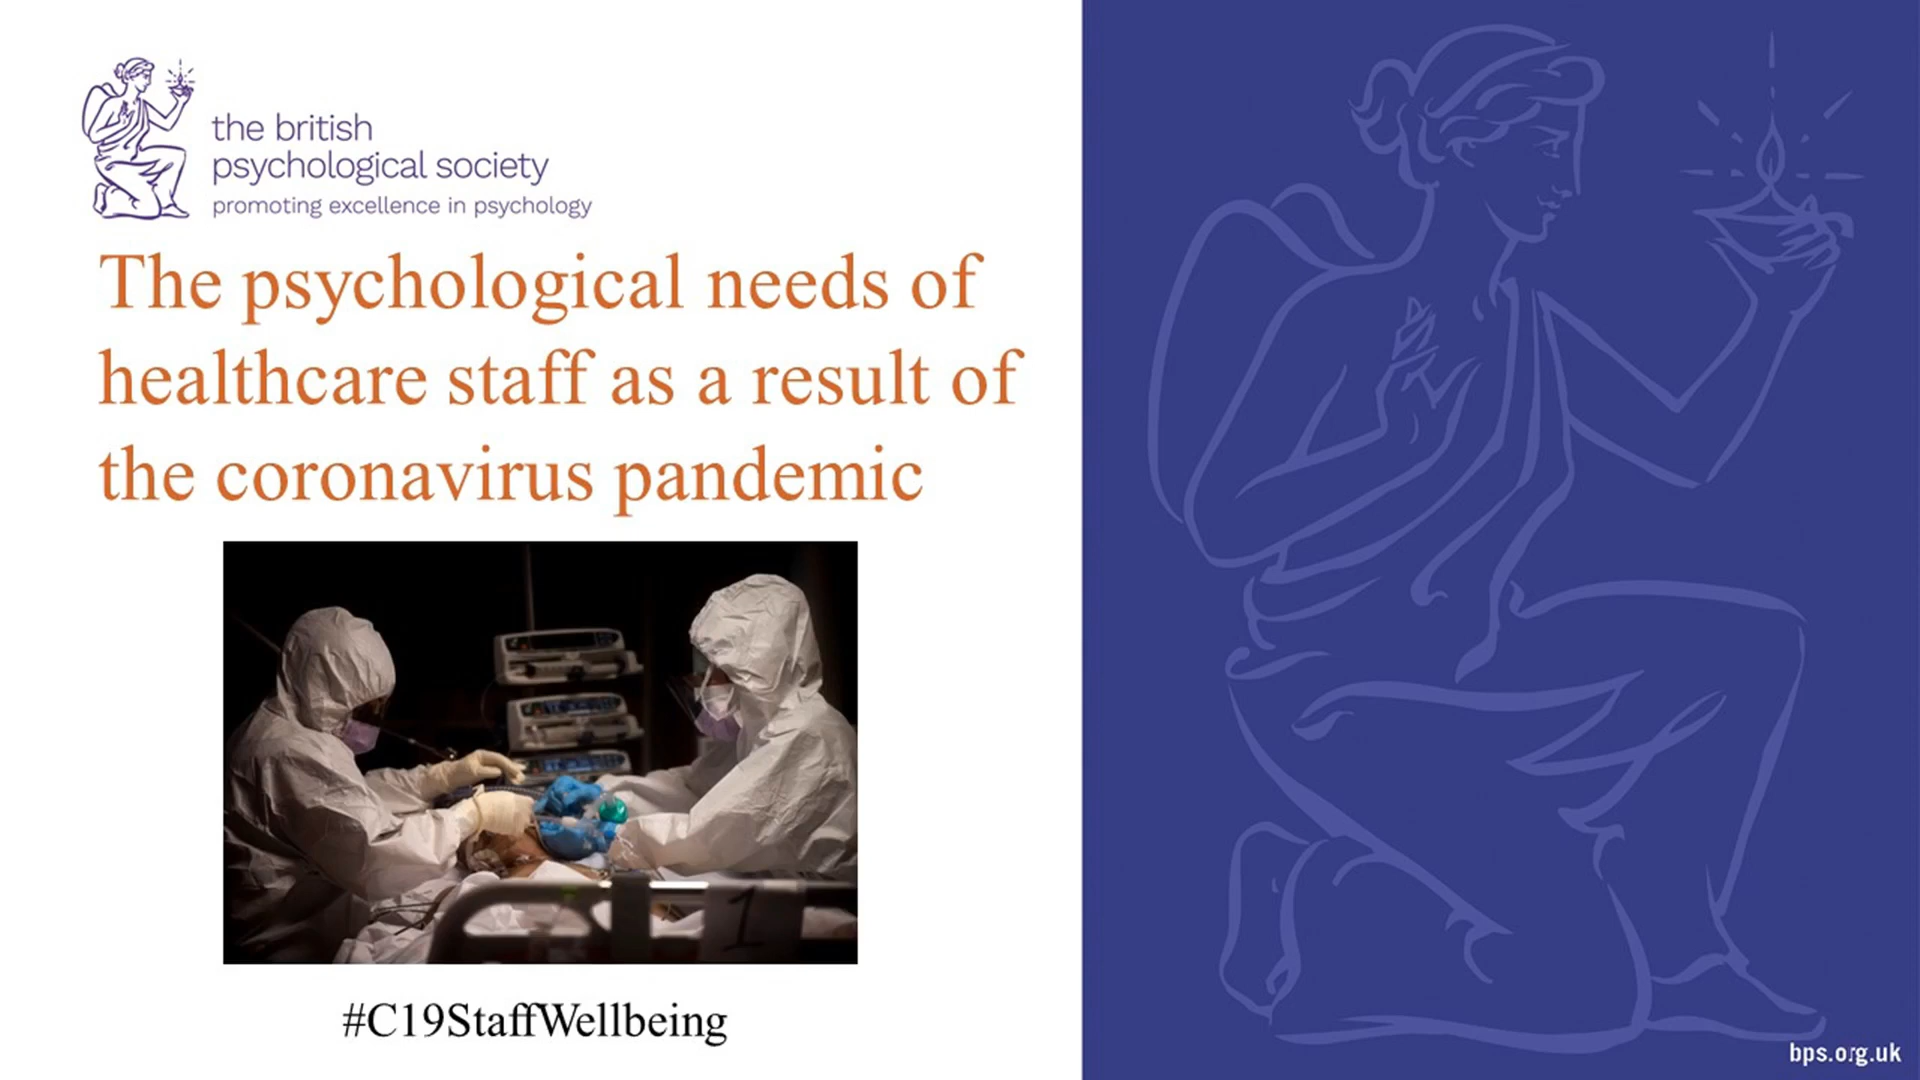 the british
psychological society
promoting excellence in psychology
The psychological needs of
healthcare staff as a result of
the coronavirus pandemic
1
#C19StaffWellbeing
bps.org.uk